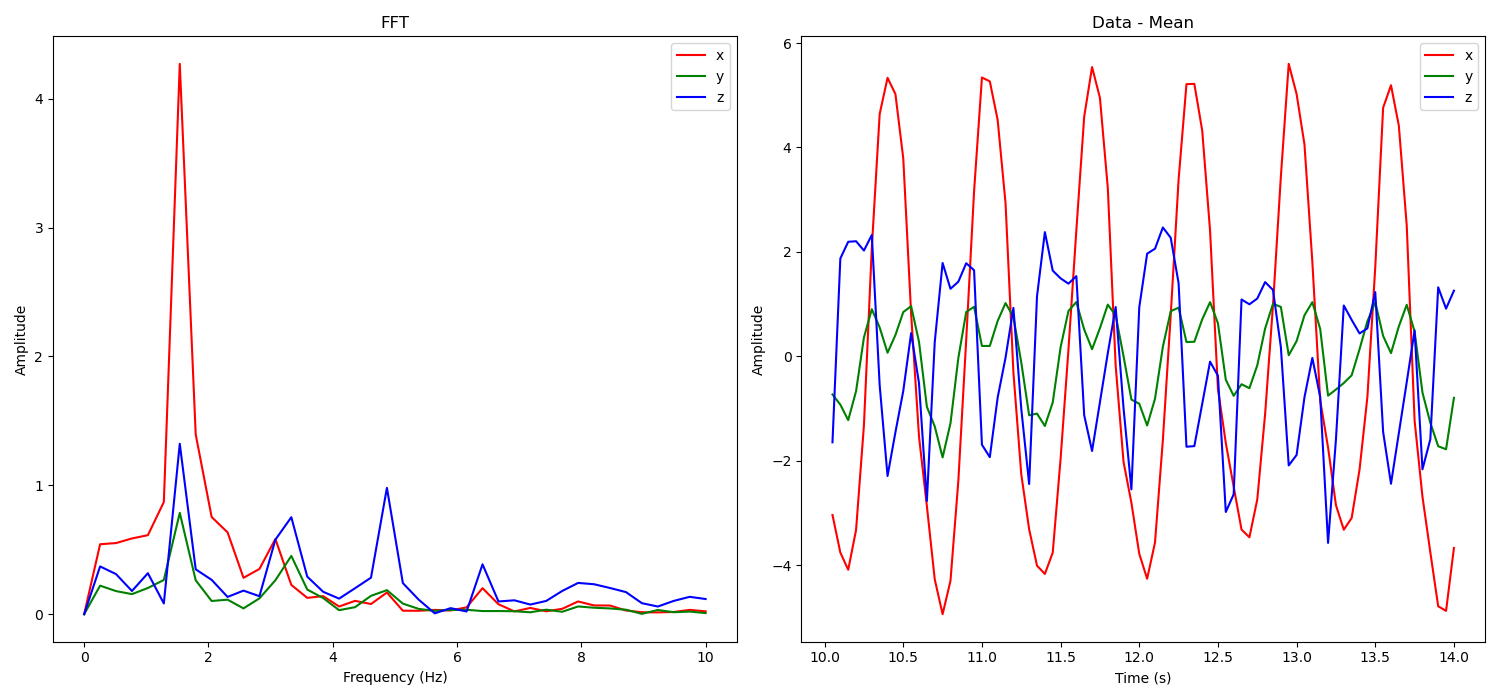 FFT
Amplitude
4
3
2
1
0
0 2 4 6 8 10
Frequency (Hz)
x
y
z
Data - Mean
Amplitude
6
4
2
0
−2
−4
10.0 10.5 11.0 11.5 12.0 12.5 13.0 13.5 14.0
Time (s)
x
y
z